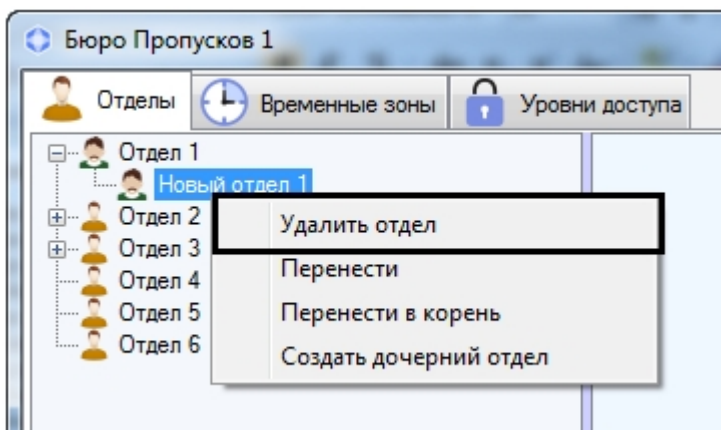 Бюро Пропусков 1
Отделы Временные зоны Уровни доступа
Отдел 1
Новый отдел 1
Отдел 2
Отдел 3
Отдел 4
Отдел 5
Отдел 6
Удалить отдел
Перенести
Перенести в корень
Создать дочерний отдел